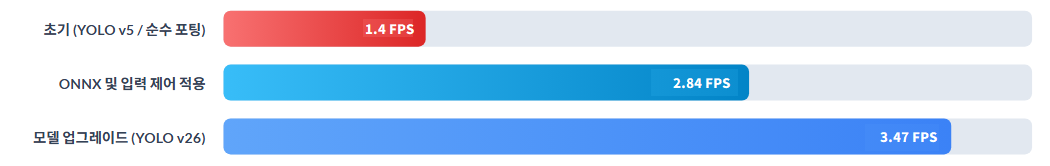 초기 (YOLO v5 / 순수 포팅)
1.4 FPS
ONNX 및 입력 제어 적용
2.84 FPS
모델 업그레이드 (YOLO v26)
3.47 FPS